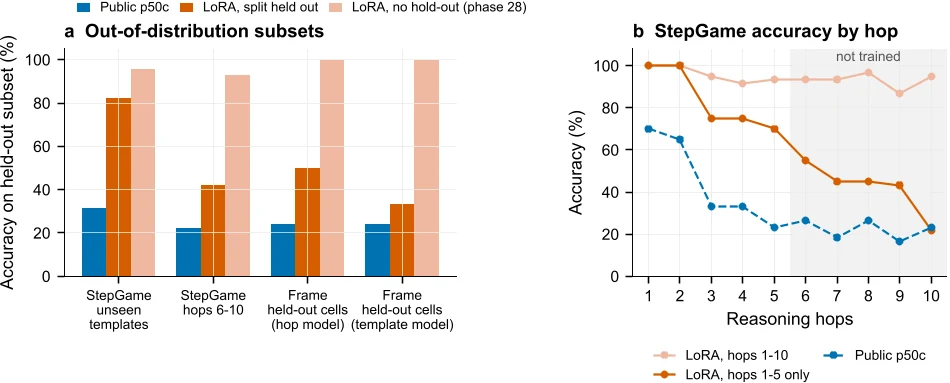 Public p50c
LoRA, split held out
LoRA, no hold-out (phase 28)
a Out-of-distribution subsets
Accuracy on held-out subset (%)
100
80
60
40
20
0
StepGame
unseen
templates
StepGame
hops 6-10
Frame
held-out cells
(hop model)
Frame
held-out cells
(template model)
b StepGame accuracy by hop
not trained
Accuracy (%)
100
80
60
40
20
0
1 2 3 4 5 6 7 8 9 10
Reasoning hops
LoRA, hops 1-10
LoRA, hops 1-5 only
Public p50c